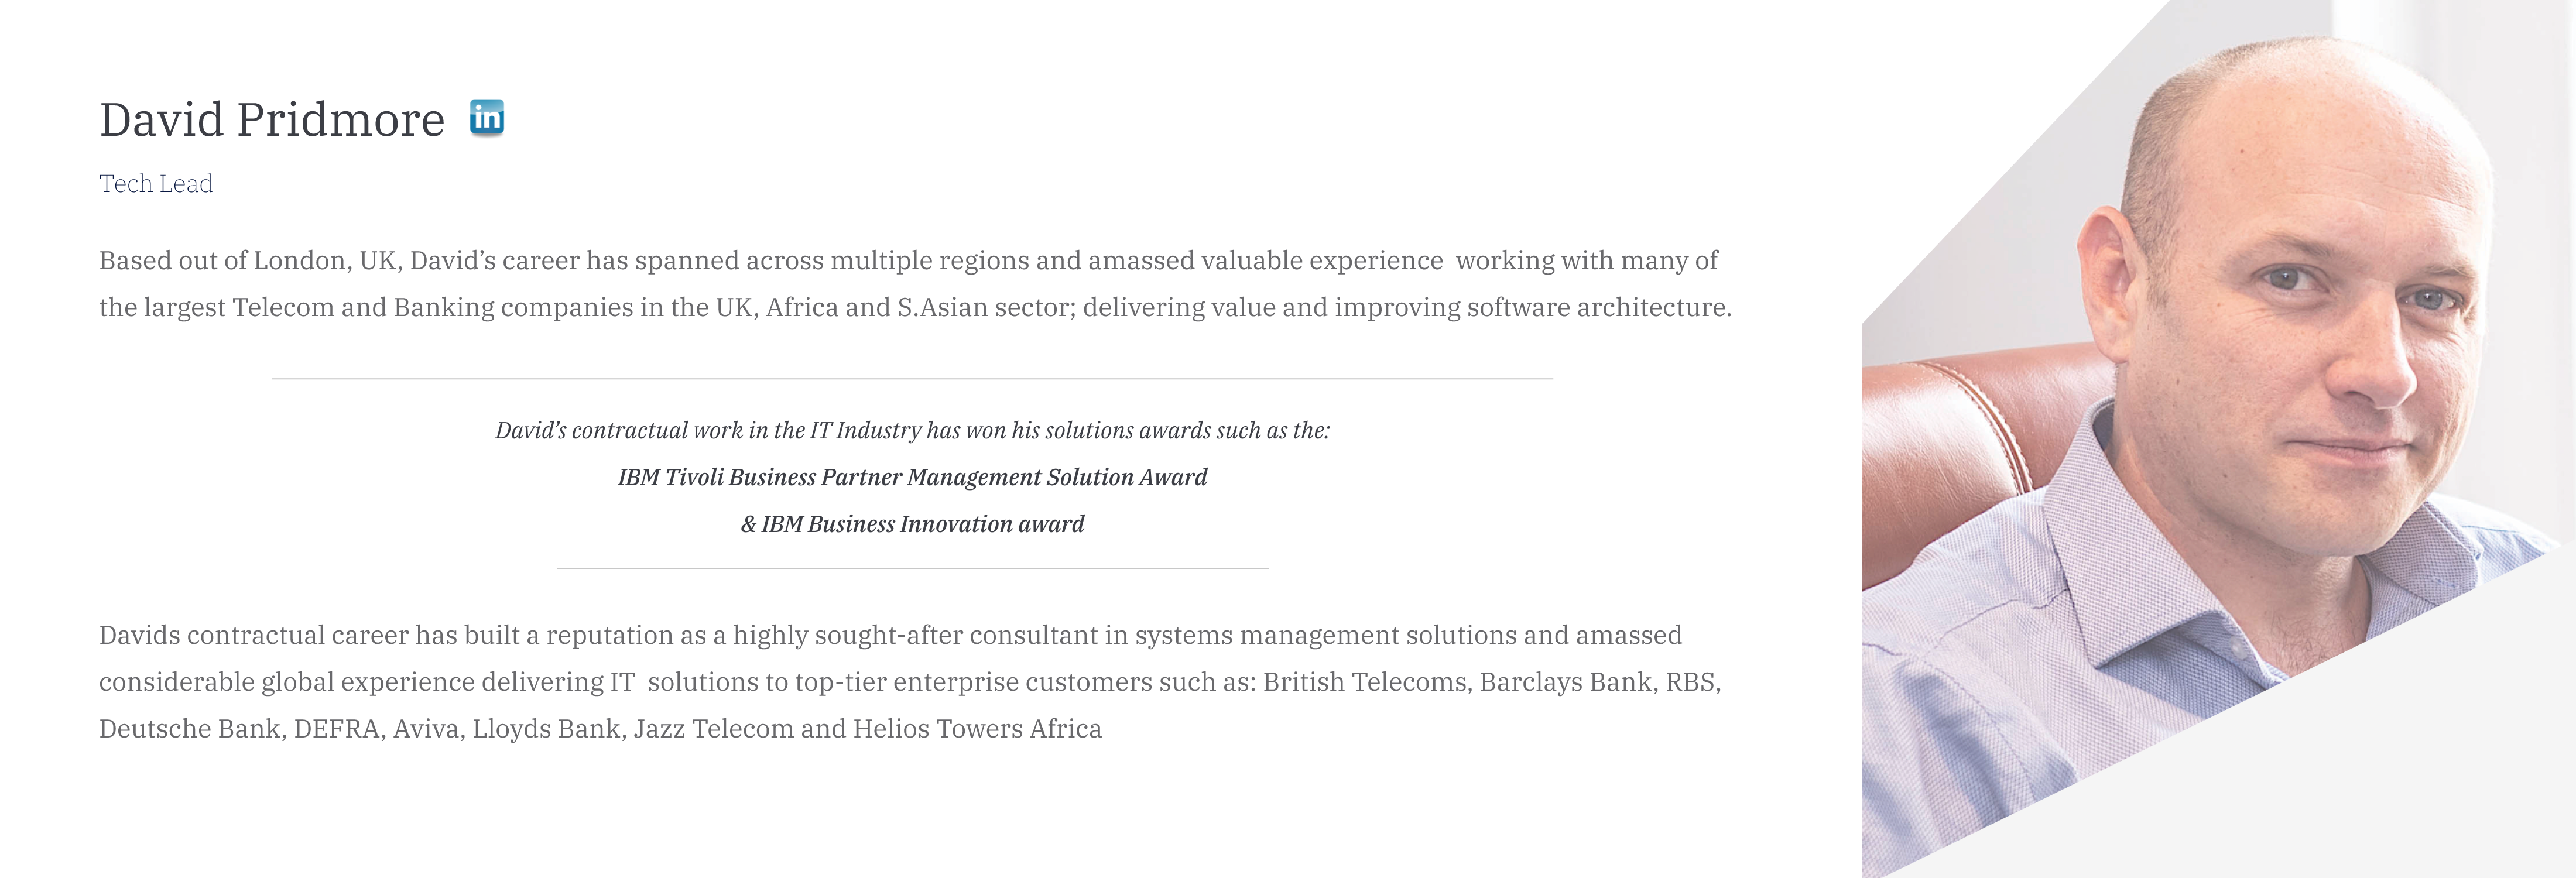 David Pridmore in
Tech Lead
Based out of London, UK, David’s career has spanned across multiple regions and amassed valuable experience  working with many of
the largest Telecom and Banking companies in the UK, Africa and S.Asian sector; delivering value and improving software architecture.
David’s contractual work in the IT Industry has won his solutions awards such as the:
IBM Tivoli Business Partner Management Solution Award
& IBM Business Innovation award
Davids contractual career has built a reputation as a highly sought-after consultant in systems management solutions and amassed
considerable global experience delivering IT  solutions to top-tier enterprise customers such as: British Telecoms, Barclays Bank, RBS,
Deutsche Bank, DEFRA, Aviva, Lloyds Bank, Jazz Telecom and Helios Towers Africa